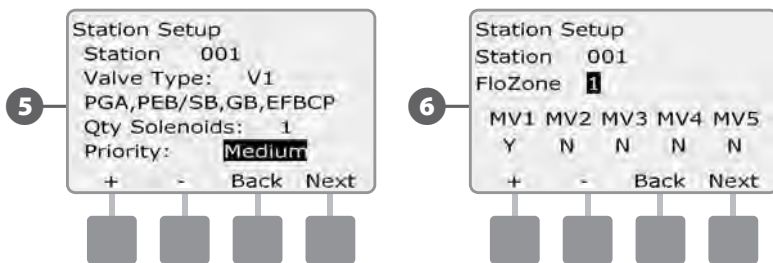 5
Station Setup
Station 001
Valve Type: V1
PGA,PEB/SB,GB,EFBCP
Qty Solenoids: 1
Priority: Medium
+ - Back Next
6
Station Setup
Station 001
FloZone 1
MV1 MV2 MV3 MV4 MV5
Y N N N N
+ - Back Next